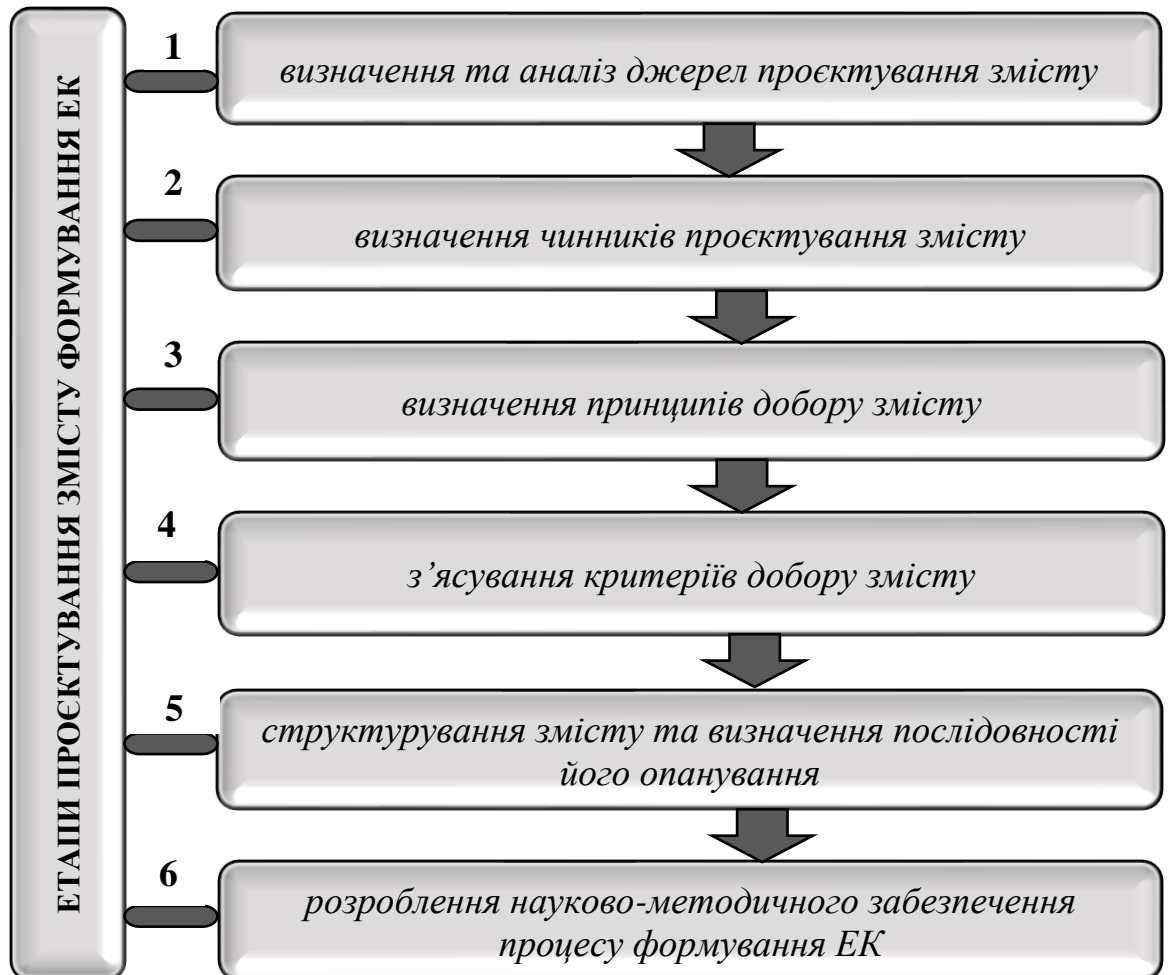 ЕТАПИ ПРОЄКТУВАННЯ ЗМІСТУ ФОРМУВАННЯ ЕК
1
визначення та аналіз джерел проєктування змісту
2
визначення чинників проєктування змісту
3
визначення принципів добору змісту
4
з’ясування критеріїв добору змісту
5
структурування змісту та визначення послідовності
його опанування
6
розроблення науково-методичного забезпечення
процесу формування ЕК